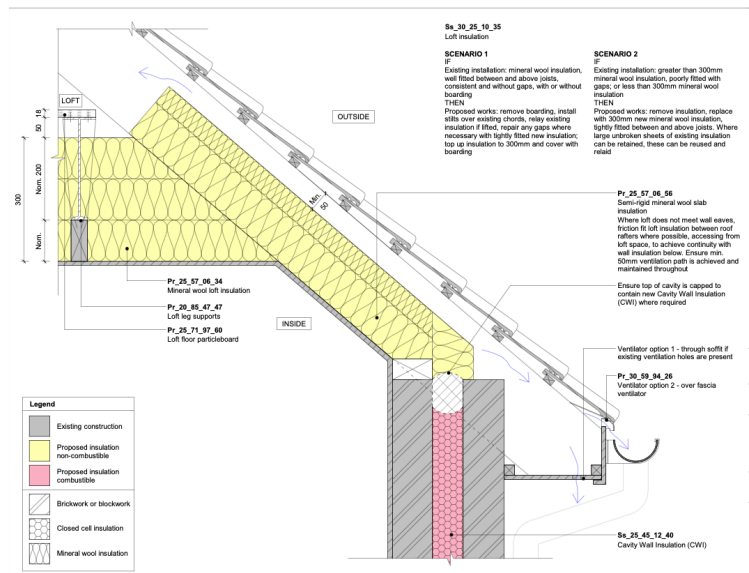 Ss_30_25_10_35
Loft insulation
SCENARIO 1
IF
Existing installation: mineral wool insulation,
well fitted between and above joists,
consistent and without gaps, with or without
boarding
THEN
Proposed works: remove boarding, install
stilts over existing chords, relay existing
insulation if lifted, repair any gaps where
necessary with tightly fitted new insulation;
top up insulation to 300mm and cover with
boarding
SCENARIO 2
IF
Existing installation: greater than 300mm
mineral wool insulation, poorly fitted with
gaps; or less than 300mm mineral wool
insulation
THEN
Proposed works: remove insulation, replace
with 300mm new mineral wool insulation,
tightly fitted between and above joists. Where
large unbroken sheets of existing insulation
can be retained, these can be reused and
relaid
LOFT
OUTSIDE
18
50
Nom. 200
300
Nom.
Min.
50
Pr_25_57_06_56
Semi-rigid mineral wool slab
insulation
Where loft does not meet wall eaves,
friction fit loft insulation between roof
rafters where possible, accessing from
loft space, to achieve continuity with
wall insulation below. Ensure min.
50mm ventilation path is achieved and
maintained throughout
Pr_25_57_06_34
Mineral wool loft insulation
Pr_20_85_47_47
Loft leg supports
Pr_25_71_97_60
Loft floor particleboard
INSIDE
Ensure top of cavity is capped to
contain new Cavity Wall Insulation
(CWI) where required
Ventilator option 1 - through soffit if
existing ventilation holes are present
Pr_30_59_94_26
Ventilator option 2 - over fascia
ventilator
Legend
Existing construction
Proposed insulation
non-combustible
Proposed insulation
combustible
Brickwork or blockwork
Closed cell insulation
Mineral wool insulation
Ss_25_45_12_40
Cavity Wall Insulation (CWI)